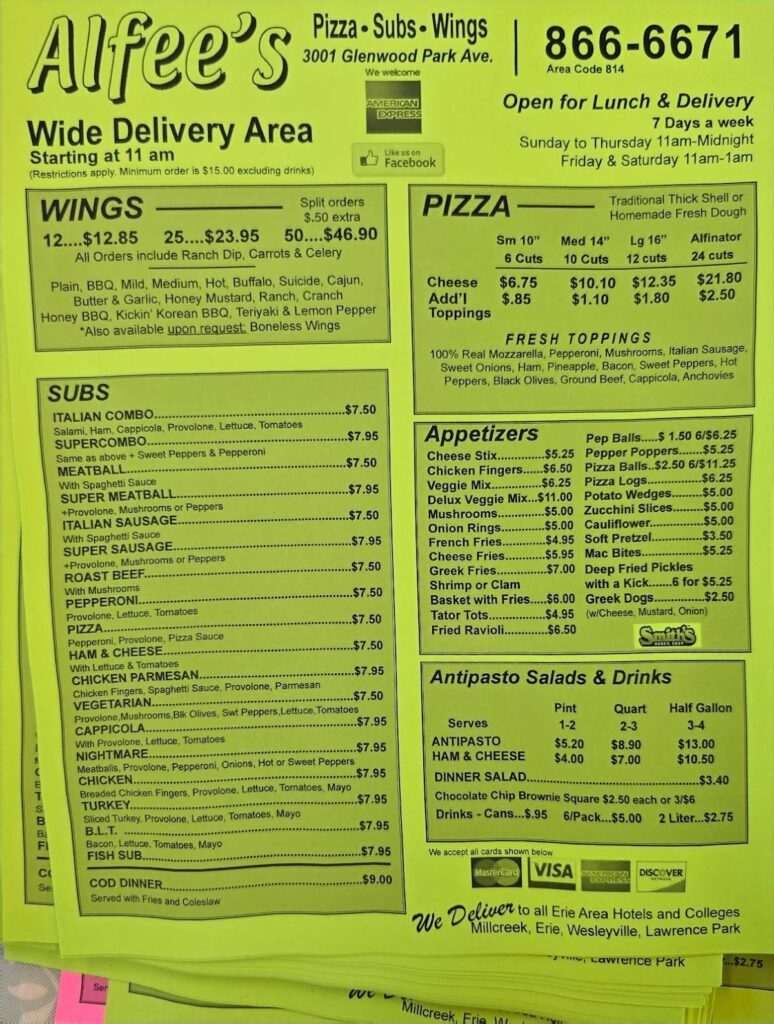 Alfee's
Pizza • Subs • Wings
3001 Glenwood Park Ave.
We welcome
AMERICAN EXPRESS
866-6671
Area Code 814
Wide Delivery Area
Starting at 11 am
(Restrictions apply. Minimum order is $15.00 excluding drinks)
Like us on
Facebook
Open for Lunch & Delivery
7 Days a week
Sunday to Thursday 11am-Midnight
Friday & Saturday 11am-1am
WINGS
Split orders
$.50 extra
12....$12.85 25....$23.95 50....$46.90
All Orders include Ranch Dip, Carrots & Celery
Plain, BBQ, Mild, Medium, Hot, Buffalo, Suicide, Cajun,
Butter & Garlic, Honey Mustard, Ranch, Cranch
Honey BBQ, Kickin' Korean BBQ, Teriyaki & Lemon Pepper
*Also available upon request: Boneless Wings
SUBS
ITALIAN COMBO....$7.50
Salami, Ham, Cappicola, Provolone, Lettuce, Tomatoes
SUPERCOMBO....$7.95
Same as above + Sweet Peppers & Pepperoni
MEATBALL....$7.50
With Spaghetti Sauce
SUPER MEATBALL....$7.95
+Provolone, Mushrooms or Peppers
ITALIAN SAUSAGE....$7.50
With Spaghetti Sauce
SUPER SAUSAGE....$7.95
+Provolone, Mushrooms or Peppers
ROAST BEEF....$7.50
With Mushrooms
PEPPERONI....$7.50
Provolone, Lettuce, Tomatoes
PIZZA....$7.50
Pepperoni, Provolone, Pizza Sauce
HAM & CHEESE....$7.50
With Lettuce & Tomatoes
CHICKEN PARMESAN....$7.95
Chicken Fingers, Spaghetti Sauce, Provolone, Parmesan
VEGETARIAN....$7.50
Provolone,Mushrooms,Blk Olives, Swt Peppers,Lettuce,Tomatoes
CAPPICOLA....$7.95
With Provolone, Lettuce, Tomatoes
NIGHTMARE....$7.95
Meatballs, Provolone, Pepperoni, Onions, Hot or Sweet Peppers
CHICKEN....$7.95
Breaded Chicken Fingers, Provolone, Lettuce, Tomatoes, Mayo
TURKEY....$7.95
Sliced Turkey, Provolone, Lettuce, Tomatoes, Mayo
B.L.T.....$7.95
Bacon, Lettuce, Tomatoes, Mayo
FISH SUB....$7.95
COD DINNER....$9.00
Served with Fries and Coleslaw
PIZZA
Traditional Thick Shell or
Homemade Fresh Dough
Sm 10" Med 14" Lg 16" Alfinator
6 Cuts 10 Cuts 12 cuts 24 cuts
Cheese $6.75 $10.10 $12.35 $21.80
Add'l $.85 $1.10 $1.80 $2.50
Toppings
FRESH TOPPINGS
100% Real Mozzarella, Pepperoni, Mushrooms, Italian Sausage,
Sweet Onions, Ham, Pineapple, Bacon, Sweet Peppers, Hot
Peppers, Black Olives, Ground Beef, Cappicola, Anchovies
Appetizers
Cheese Stix....$5.25
Chicken Fingers....$6.50
Veggie Mix....$6.25
Delux Veggie Mix...$11.00
Mushrooms....$5.00
Onion Rings....$5.00
French Fries....$4.95
Cheese Fries....$5.95
Greek Fries....$7.00
Shrimp or Clam
Basket with Fries....$6.00
Tator Tots....$4.95
Fried Ravioli....$6.50
Pep Balls.....$ 1.50 6/$6.25
Pepper Poppers....$5.25
Pizza Balls..$2.50 6/$11.25
Pizza Logs....$6.25
Potato Wedges....$5.00
Zucchini Slices....$5.00
Cauliflower....$5.00
Soft Pretzel....$3.50
Mac Bites....$5.25
Deep Fried Pickles
with a Kick......6 for $5.25
Greek Dogs....$2.50
(w/Cheese, Mustard, Onion)
Smith's
Antipasto Salads & Drinks
Pint Quart Half Gallon
Serves 1-2 2-3 3-4
ANTIPASTO $5.20 $8.90 $13.00
HAM & CHEESE $4.00 $7.00 $10.50
DINNER SALAD....$3.40
Chocolate Chip Brownie Square $2.50 each or 3/$6
Drinks - Cans...$.95 6/Pack...$5.00 2 Liter...$2.75
We accept all cards shown below
MasterCard VISA AMERICAN EXPRESS DISCOVER NETWORK
We Deliver to all Erie Area Hotels and Colleges
Millcreek, Erie, Wesleyville, Lawrence Park
Lawrence Park
...$2.75
Millcreek, Erie,